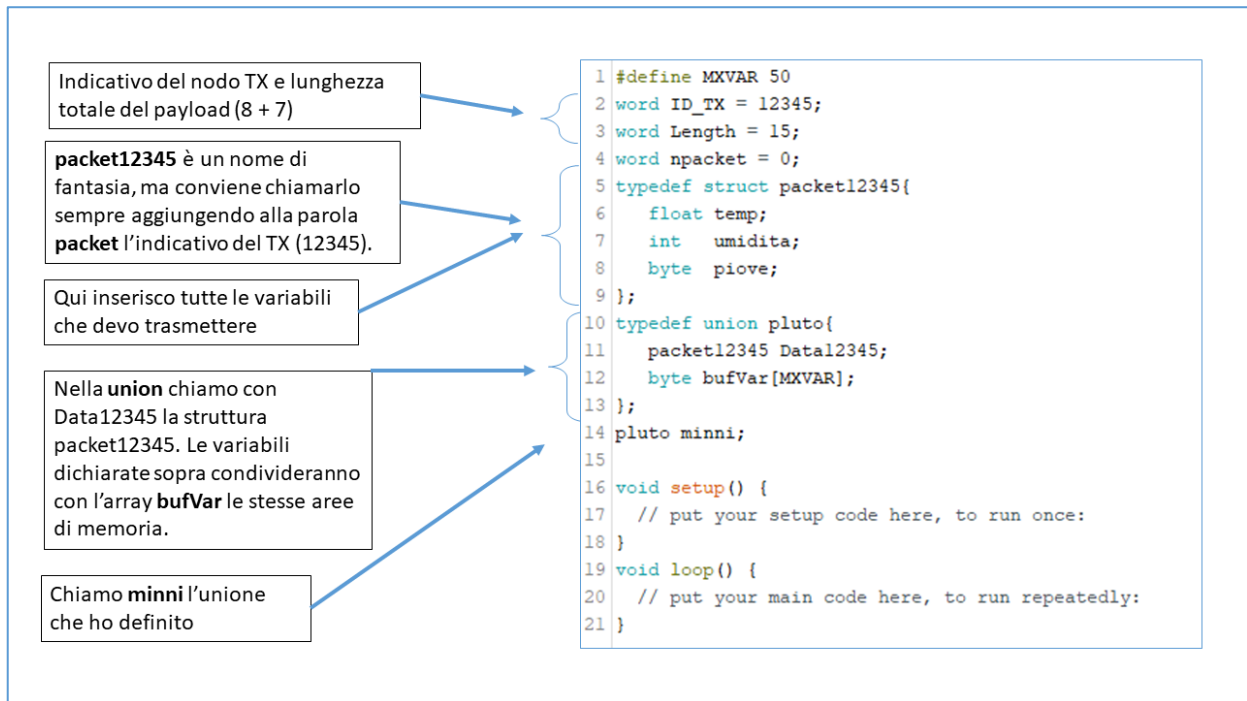 Indicativo del nodo TX e lunghezza
totale del payload (8 + 7)
packet12345 è un nome di
fantasia, ma conviene chiamarlo
sempre aggiungendo alla parola
packet l’indicativo del TX (12345).
Qui inserisco tutte le variabili
che devo trasmettere
Nella union chiamo con
Data12345 la struttura
packet12345. Le variabili
dichiarate sopra condivideranno
con l’array bufVar le stesse aree
di memoria.
Chiamo minni l’unione
che ho definito
1 #define MXVAR 50
2 word ID_TX = 12345;
3 word Length = 15;
4 word npacket = 0;
5 typedef struct packet12345{
6 float temp;
7 int umidita;
8 byte piove;
9 };
10 typedef union pluto{
11 packet12345 Data12345;
12 byte bufVar[MXVAR];
13 };
14 pluto minni;
15
16 void setup() {
17 // put your setup code here, to run once:
18 }
19 void loop() {
20 // put your main code here, to run repeatedly:
21 }